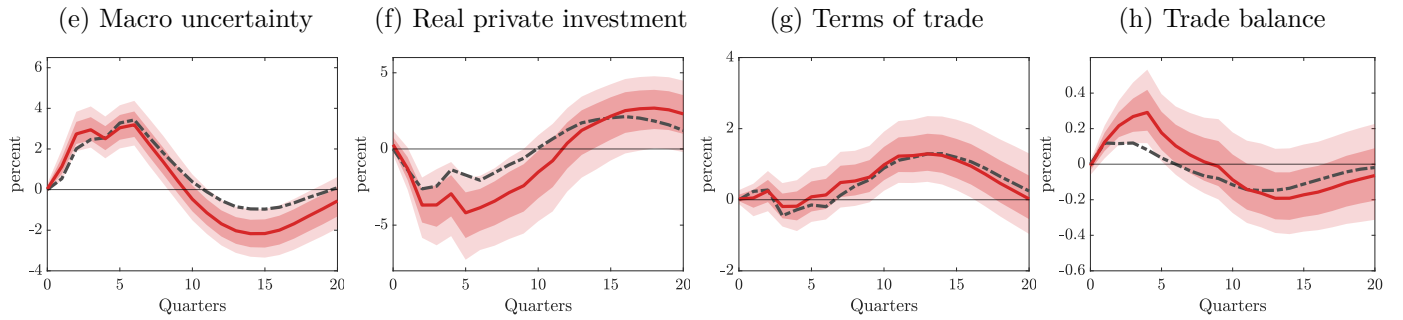 (e) Macro uncertainty
6
4
2
0
-2
-4
percent
0 5 10 15 20
Quarters
(f) Real private investment
5
0
-5
percent
0 5 10 15 20
Quarters
(g) Terms of trade
4
2
0
-2
percent
0 5 10 15 20
Quarters
(h) Trade balance
0.4
0.2
0
-0.2
-0.4
-0.6
percent
0 5 10 15 20
Quarters